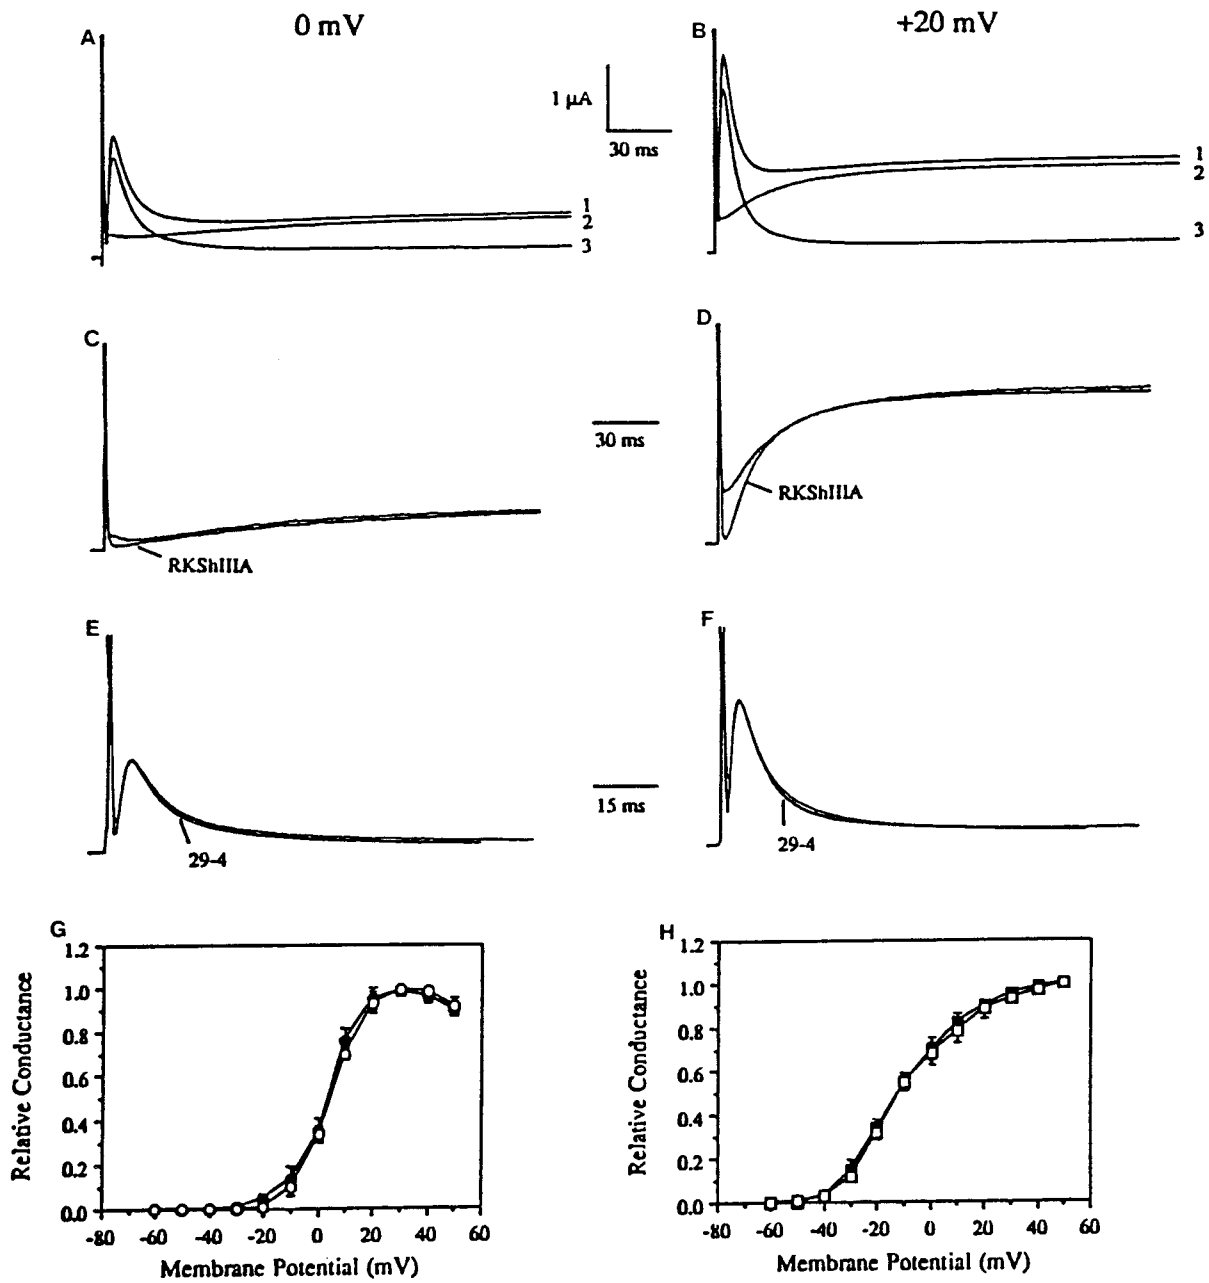 0 mV
+20 mV
A
B
1 µA
30 ms
1
2
3
1
2
3
C
D
30 ms
RKShIIIA
RKShIIIA
E
F
15 ms
29-4
29-4
G
H
Relative Conductance
1.2
1.0
0.8
0.6
0.4
0.2
0.0
-80 -60 -40 -20 0 20 40 60
Membrane Potential (mV)
Relative Conductance
1.2
1.0
0.8
0.6
0.4
0.2
0.0
-80 -60 -40 -20 0 20 40 60
Membrane Potential (mV)